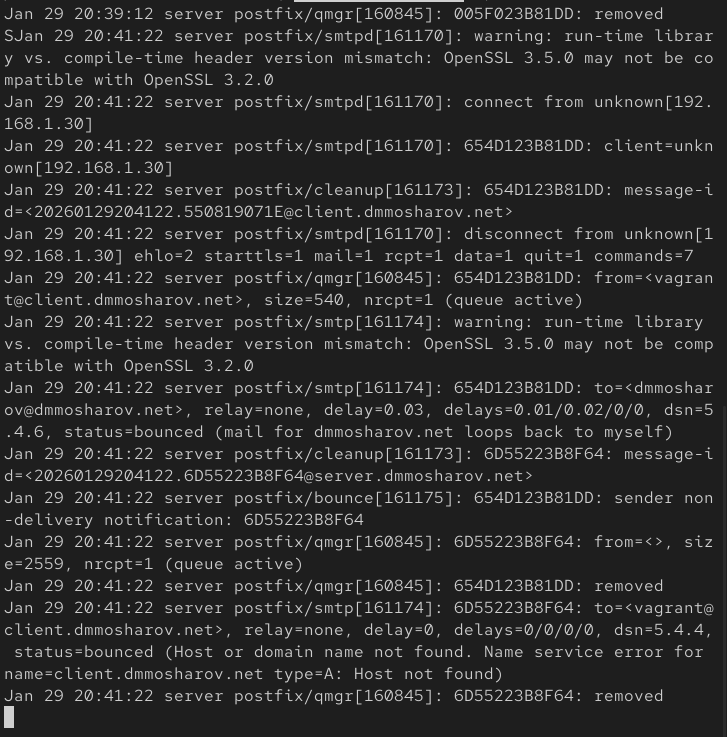 Jan 29 20:39:12 server postfix/qmgr[160845]: 005F023B81DD: removed
SJan 29 20:41:22 server postfix/smtpd[161170]: warning: run-time librar
y vs. compile-time header version mismatch: OpenSSL 3.5.0 may not be co
mpatible with OpenSSL 3.2.0
Jan 29 20:41:22 server postfix/smtpd[161170]: connect from unknown[192.
168.1.30]
Jan 29 20:41:22 server postfix/smtpd[161170]: 654D123B81DD: client=unkn
own[192.168.1.30]
Jan 29 20:41:22 server postfix/cleanup[161173]: 654D123B81DD: message-i
d=<20260129204122.550819071E@client.dmmosharov.net>
Jan 29 20:41:22 server postfix/smtpd[161170]: disconnect from unknown[1
92.168.1.30] ehlo=2 starttls=1 mail=1 rcpt=1 data=1 quit=1 commands=7
Jan 29 20:41:22 server postfix/qmgr[160845]: 654D123B81DD: from=<vagran
t@client.dmmosharov.net>, size=540, nrcpt=1 (queue active)
Jan 29 20:41:22 server postfix/smtp[161174]: warning: run-time library
vs. compile-time header version mismatch: OpenSSL 3.5.0 may not be comp
atible with OpenSSL 3.2.0
Jan 29 20:41:22 server postfix/smtp[161174]: 654D123B81DD: to=<dmmoshar
ov@dmmosharov.net>, relay=none, delay=0.03, delays=0.01/0.02/0/0, dsn=5
.4.6, status=bounced (mail for dmmosharov.net loops back to myself)
Jan 29 20:41:22 server postfix/cleanup[161173]: 6D55223B8F64: message-i
d=<20260129204122.6D55223B8F64@server.dmmosharov.net>
Jan 29 20:41:22 server postfix/bounce[161175]: 654D123B81DD: sender non
-delivery notification: 6D55223B8F64
Jan 29 20:41:22 server postfix/qmgr[160845]: 6D55223B8F64: from=<>, siz
e=2559, nrcpt=1 (queue active)
Jan 29 20:41:22 server postfix/qmgr[160845]: 654D123B81DD: removed
Jan 29 20:41:22 server postfix/smtp[161174]: 6D55223B8F64: to=<vagrant@
client.dmmosharov.net>, relay=none, delay=0, delays=0/0/0/0, dsn=5.4.4,
 status=bounced (Host or domain name not found. Name service error for
name=client.dmmosharov.net type=A: Host not found)
Jan 29 20:41:22 server postfix/qmgr[160845]: 6D55223B8F64: removed